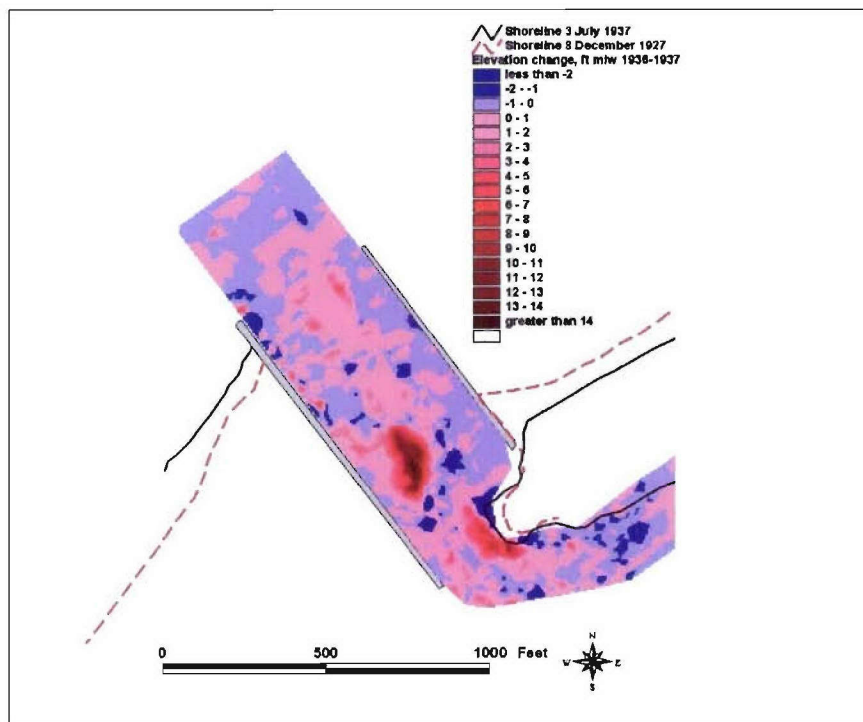 Shoreline 3 July 1937
Shoreline 8 December 1927
Elevation change, ft mlw 1936-1937
less than -2
-2 - -1
-1 - 0
0 - 1
1 - 2
2 - 3
3 - 4
4 - 5
5 - 6
6 - 7
7 - 8
8 - 9
9 - 10
10 - 11
11 - 12
12 - 13
13 - 14
greater than 14
0 500 1000 Feet
N
W E
S